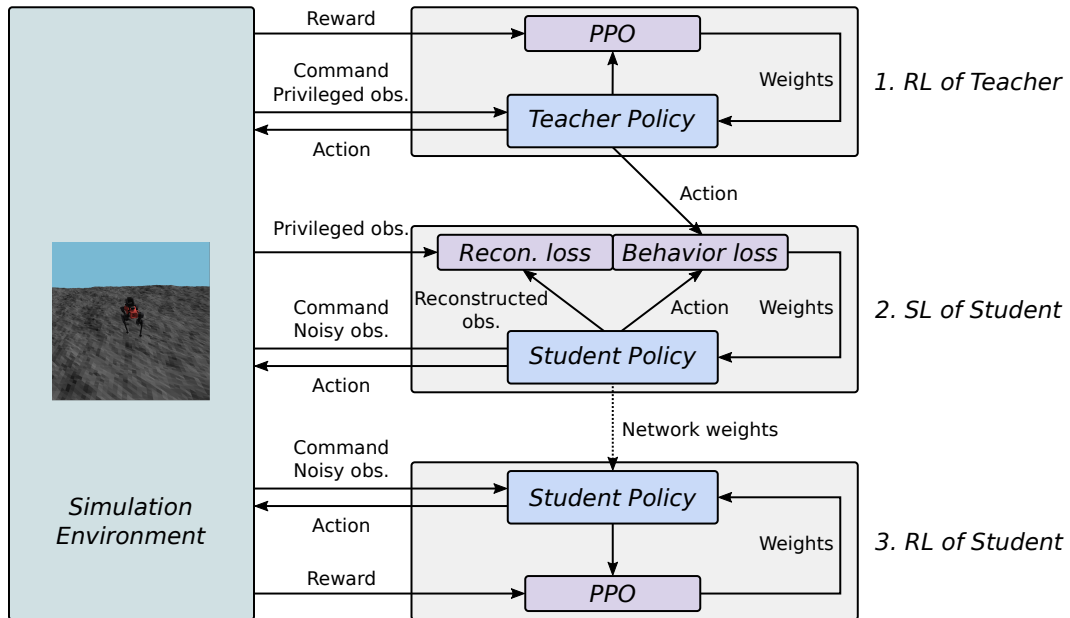 Reward
PPO
Command
Privileged obs.
Weights
1. RL of Teacher
Teacher Policy
Action
Action
Privileged obs.
Recon. loss
Behavior loss
Reconstructed
obs.
Action
Command
Noisy obs.
Weights
2. SL of Student
Student Policy
Action
Network weights
Command
Noisy obs.
Student Policy
Simulation
Environment
Action
Weights
3. RL of Student
Reward
PPO